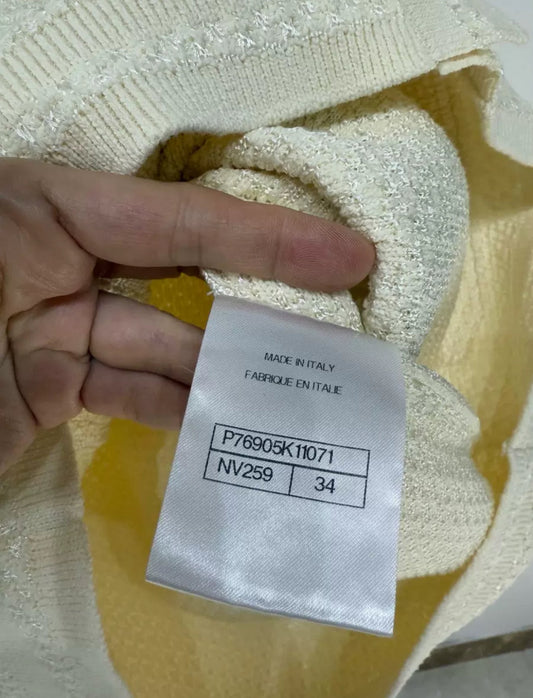 MADE IN ITALY
FABRIQUE EN ITALIE
P76905K11071
NV259 34